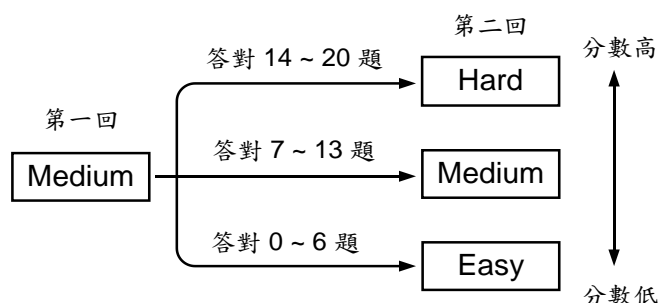 第二回
答對 14 ~ 20 題
分數高
Hard
第一回
答對 7 ~ 13 題
Medium
Medium
答對 0 ~ 6 題
Easy
分數低